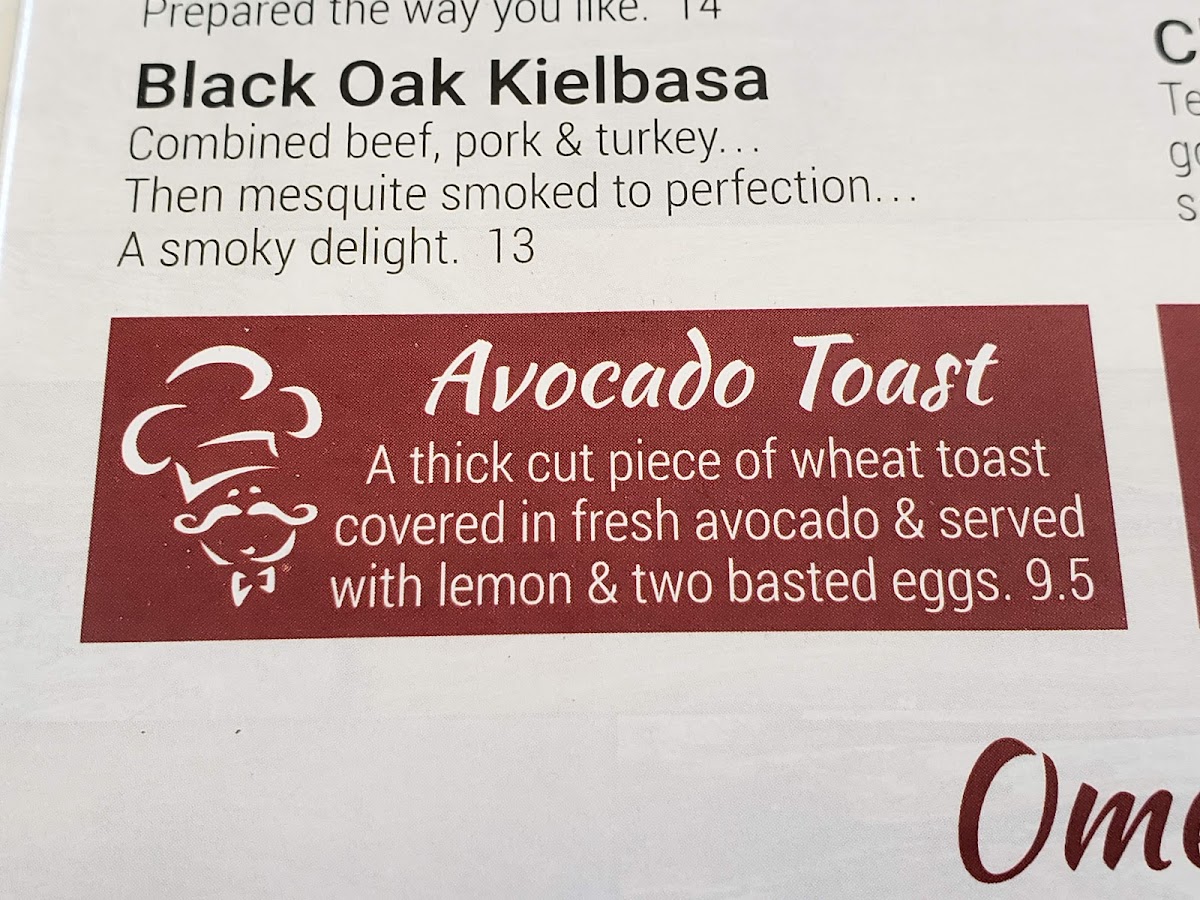 Prepared the way you like. 14
Black Oak Kielbasa
Combined beef, pork & turkey...
Then mesquite smoked to perfection...
A smoky delight. 13
Avocado Toast
A thick cut piece of wheat toast
covered in fresh avocado & served
with lemon & two basted eggs. 9.5